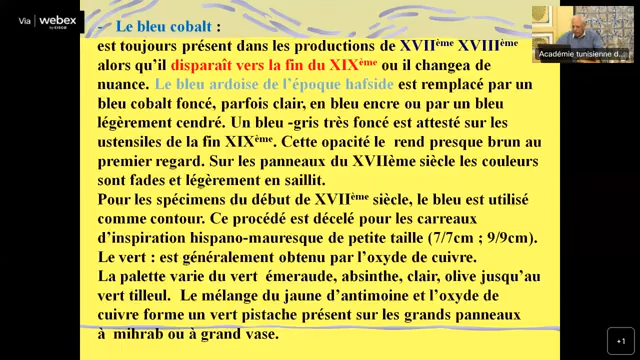 Via webex
by CISCO
- Le bleu cobalt :
est toujours présent dans les productions de XVIIème XVIIIème
alors qu'il disparaît vers la fin du XIXème ou il changea de
nuance. Le bleu ardoise de l'époque hafside est remplacé par un
bleu cobalt foncé, parfois clair, en bleu encre ou par un bleu
légèrement cendré. Un bleu -gris très foncé est attesté sur les
ustensiles de la fin XIXème. Cette opacité le rend presque brun au
premier regard. Sur les panneaux du XVIIème siècle les couleurs
sont fades et légèrement en saillit.
Pour les spécimens du début de XVIIème siècle, le bleu est utilisé
comme contour. Ce procédé est décelé pour les carreaux
d'inspiration hispano-mauresque de petite taille (7/7cm ; 9/9cm).
Le vert : est généralement obtenu par l'oxyde de cuivre.
La palette varie du vert émeraude, absinthe, clair, olive jusqu'au
vert tilleul. Le mélange du jaune d'antimoine et l'oxyde de
cuivre forme un vert pistache présent sur les grands panneaux
à mihrab ou à grand vase.
Académie tunisienne d...
+1